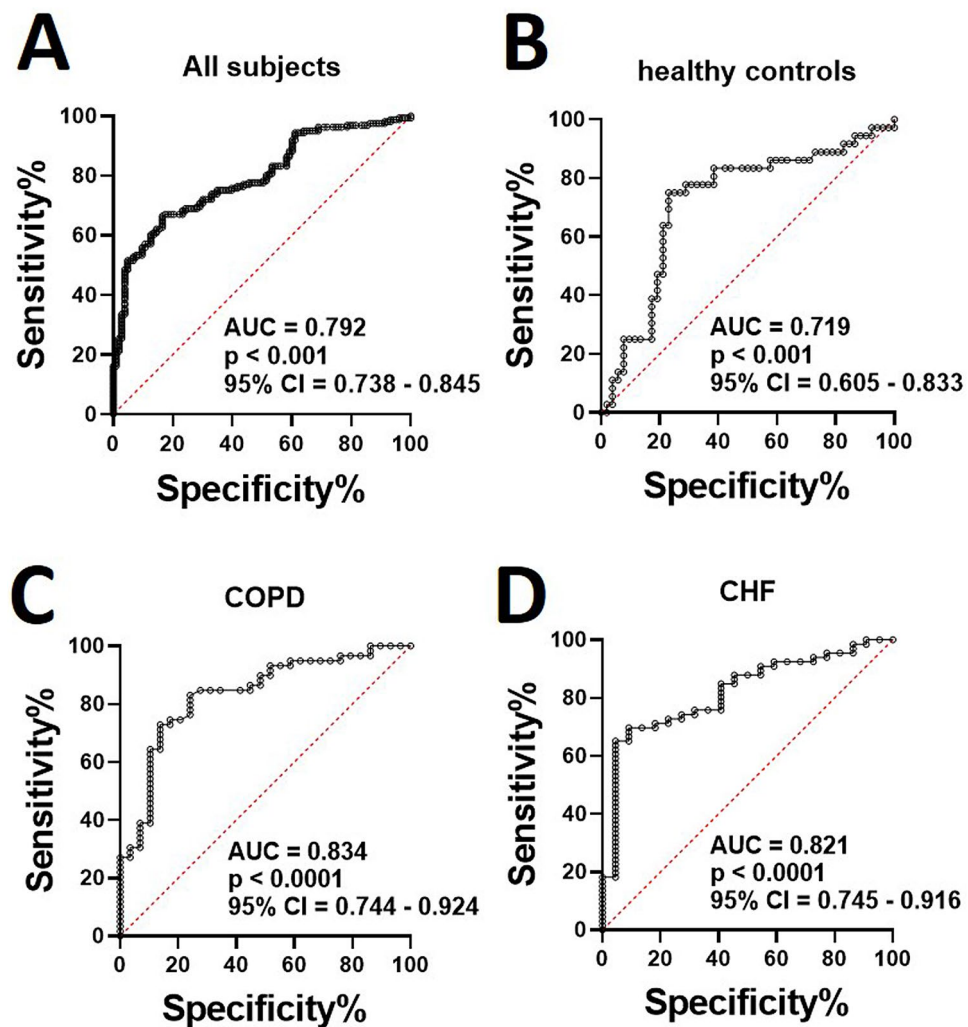 A
All subjects
Sensitivity%
100
80
60
40
20
0
AUC = 0.792
p < 0.001
95% CI = 0.738 - 0.845
0 20 40 60 80 100
Specificity%
B
healthy controls
Sensitivity%
100
80
60
40
20
0
AUC = 0.719
p < 0.001
95% CI = 0.605 - 0.833
0 20 40 60 80 100
Specificity%
C
COPD
Sensitivity%
100
80
60
40
20
0
AUC = 0.834
p < 0.0001
95% CI = 0.744 - 0.924
0 20 40 60 80 100
Specificity%
D
CHF
Sensitivity%
100
80
60
40
20
0
AUC = 0.821
p < 0.0001
95% CI = 0.745 - 0.916
0 20 40 60 80 100
Specificity%